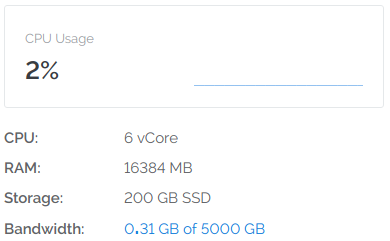 CPU Usage
2%
CPU: 6 vCore
RAM: 16384 MB
Storage: 200 GB SSD
Bandwidth: 0.31 GB of 5000 GB